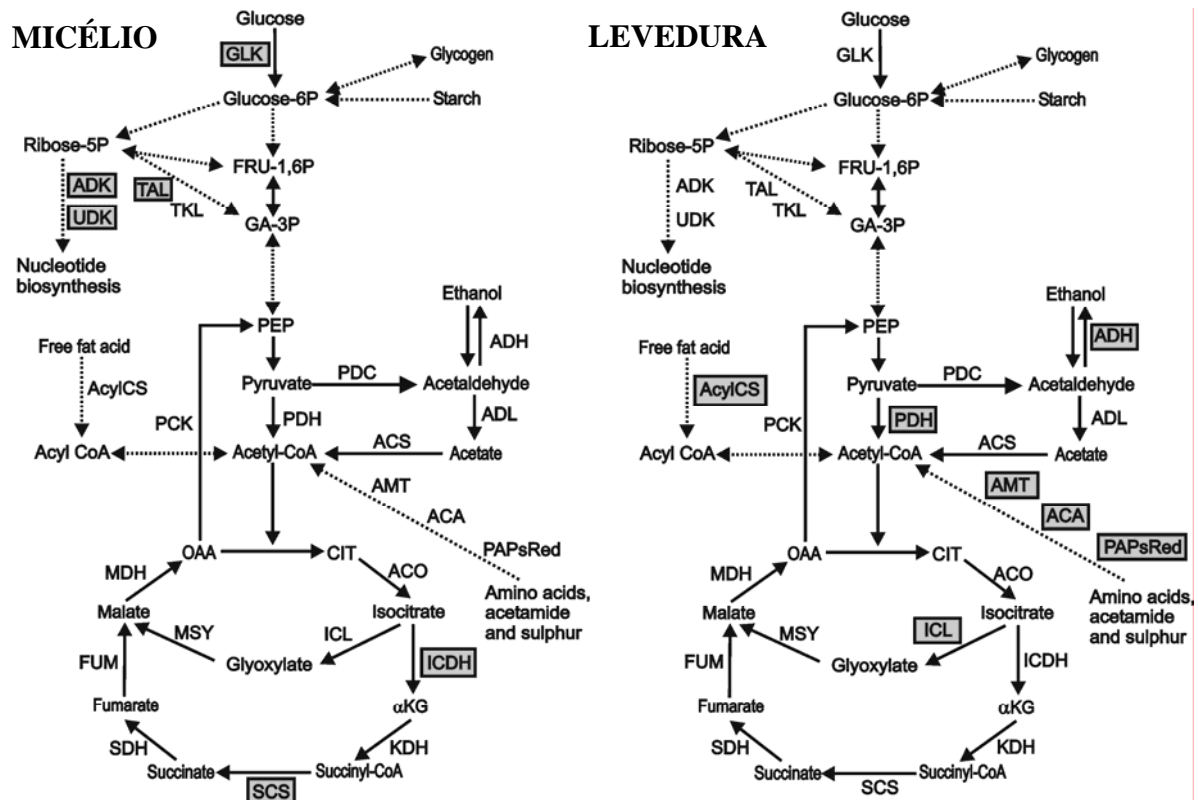 MICÉLIO
Glucose
GLK
Glycogen
Glucose-6P
Starch
Ribose-5P
FRU-1,6P
ADK
TAL
UDK
TKL
GA-3P
Nucleotide
biosynthesis
Ethanol
PEP
ADH
Free fat acid
PDC
Pyruvate
Acetaldehyde
AcylCS
PCK
PDH
ADL
ACS
Acyl CoA
Acetyl-CoA
Acetate
AMT
ACA
PAPsRed
OAA
CIT
MDH
ACO
Amino acids,
acetamide
and sulphur
Malate
Isocitrate
MSY
ICL
Glyoxylate
ICDH
FUM
Fumarate
αKG
SDH
KDH
Succinate
Succinyl-CoA
SCS
LEVEDURA
Glucose
GLK
Glycogen
Glucose-6P
Starch
Ribose-5P
FRU-1,6P
ADK
TAL
UDK
TKL
GA-3P
Nucleotide
biosynthesis
Ethanol
PEP
ADH
Free fat acid
PDC
Pyruvate
Acetaldehyde
AcylCS
PCK
PDH
ADL
ACS
Acyl CoA
Acetyl-CoA
Acetate
AMT
ACA
PAPsRed
OAA
CIT
MDH
ACO
Amino acids,
acetamide
and sulphur
Malate
Isocitrate
MSY
ICL
Glyoxylate
ICDH
FUM
Fumarate
αKG
SDH
KDH
Succinate
Succinyl-CoA
SCS